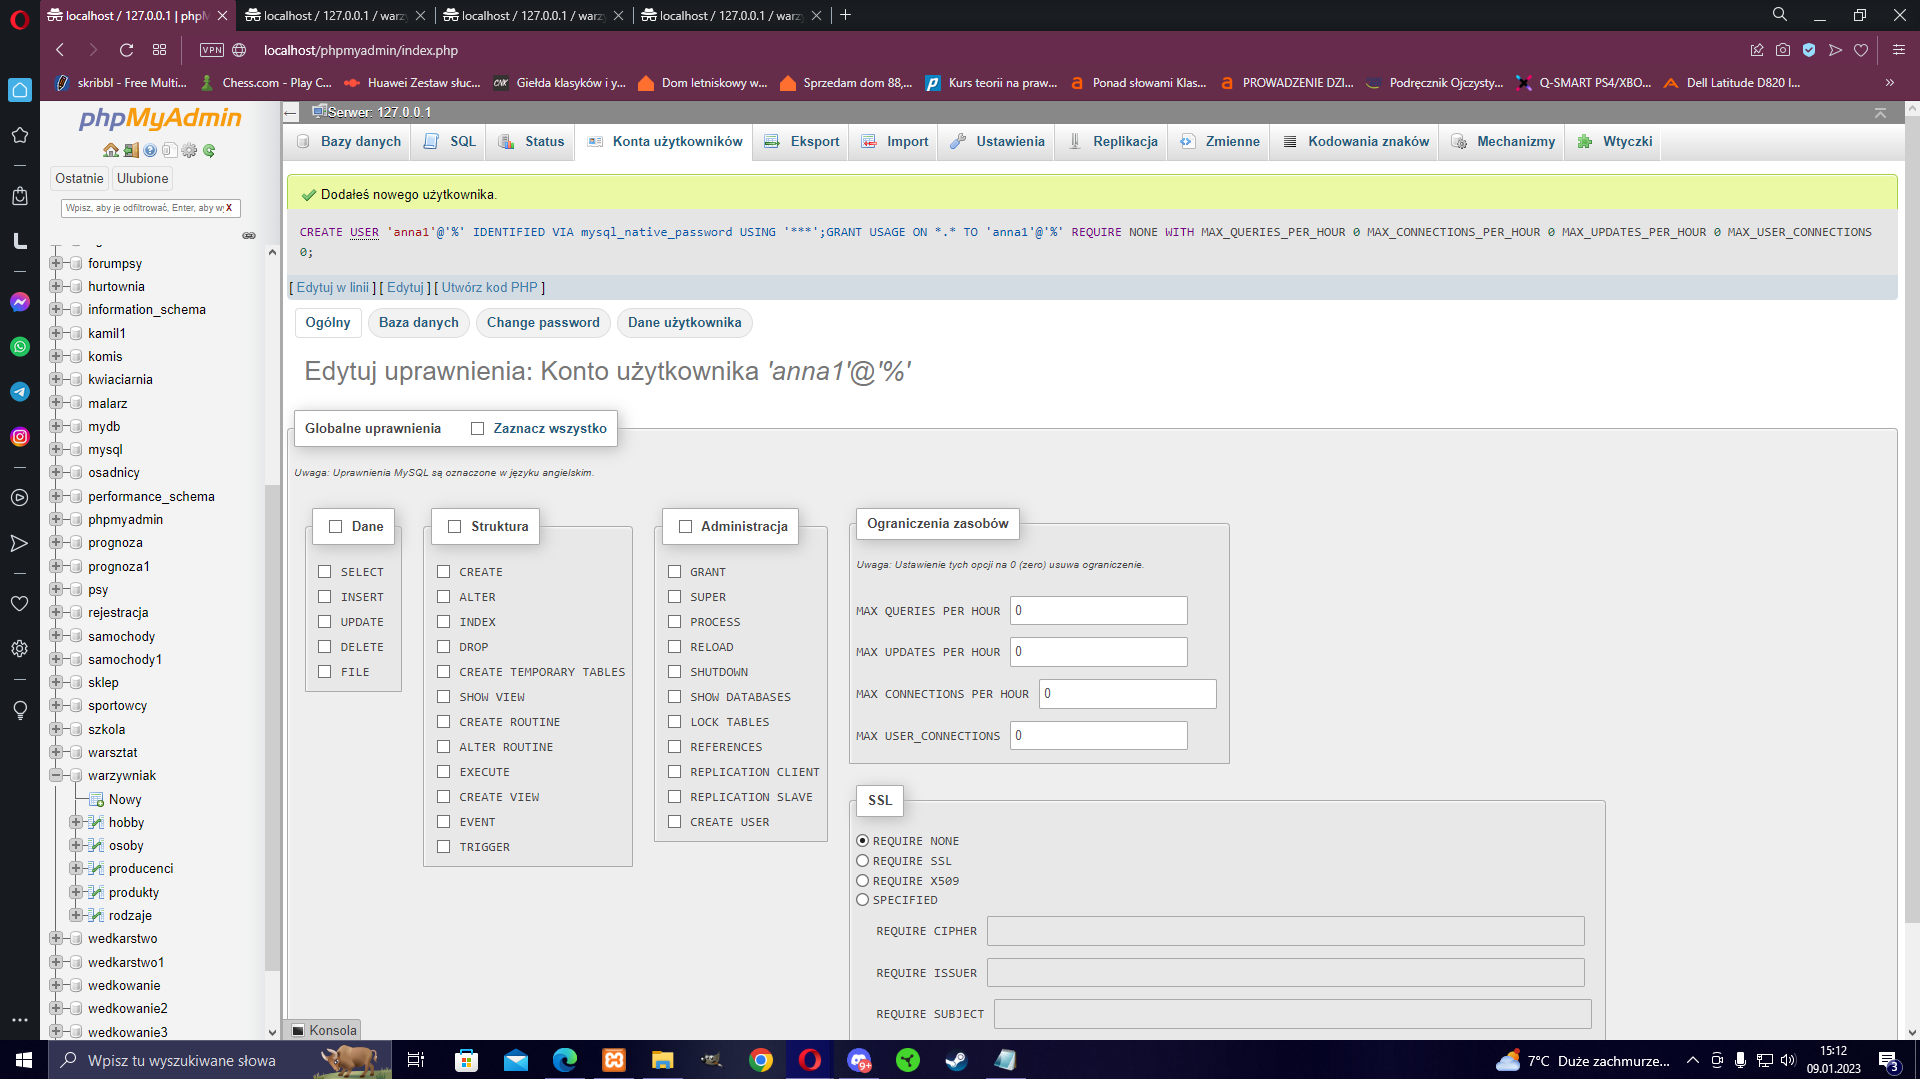 localhost / 127.0.0.1 | phpM
localhost / 127.0.0.1 / warzy
localhost / 127.0.0.1 / warzy
localhost / 127.0.0.1 / warzy
VPN
localhost/phpmyadmin/index.php
skribbl - Free Multi...
Chess.com - Play C...
Huawei Zestaw słuc...
Giełda klasyków i y...
Dom letniskowy w...
Sprzedam dom 88,...
Kurs teorii na praw...
Ponad słowami Klas...
PROWADZENIE DZI...
Podręcznik Ojczysty...
Q-SMART PS4/XBO...
Dell Latitude D820 I...
phpMyAdmin
Ostatnie
Ulubione
Wpisz, aby je odfiltrować, Enter, aby wy
X
forumpsy
hurtownia
information_schema
kamil1
komis
kwiaciarnia
malarz
mydb
mysql
osadnicy
performance_schema
phpmyadmin
prognoza
prognoza1
psy
rejestracja
samochody
samochody1
sklep
sportowcy
szkola
warsztat
warzywniak
Nowy
hobby
osoby
producenci
produkty
rodzaje
wedkarstwo
wedkarstwo1
wedkowanie
wedkowanie2
wedkowanie3
Serwer: 127.0.0.1
Bazy danych
SQL
Status
Konta użytkowników
Eksport
Import
Ustawienia
Replikacja
Zmienne
Kodowania znaków
Mechanizmy
Wtyczki
Dodałeś nowego użytkownika.
CREATE USER 'anna1'@'%' IDENTIFIED VIA mysql_native_password USING '***';GRANT USAGE ON *.* TO 'anna1'@'%' REQUIRE NONE WITH MAX_QUERIES_PER_HOUR 0 MAX_CONNECTIONS_PER_HOUR 0 MAX_UPDATES_PER_HOUR 0 MAX_USER_CONNECTIONS
0;
[ Edytuj w linii ] [ Edytuj ] [ Utwórz kod PHP ]
Ogólny
Baza danych
Change password
Dane użytkownika
Edytuj uprawnienia: Konto użytkownika 'anna1'@'%'
Globalne uprawnienia
Zaznacz wszystko
Uwaga: Uprawnienia MySQL są oznaczone w języku angielskim.
Dane
SELECT
INSERT
UPDATE
DELETE
FILE
Struktura
CREATE
ALTER
INDEX
DROP
CREATE TEMPORARY TABLES
SHOW VIEW
CREATE ROUTINE
ALTER ROUTINE
EXECUTE
CREATE VIEW
EVENT
TRIGGER
Administracja
GRANT
SUPER
PROCESS
RELOAD
SHUTDOWN
SHOW DATABASES
LOCK TABLES
REFERENCES
REPLICATION CLIENT
REPLICATION SLAVE
CREATE USER
Ograniczenia zasobów
Uwaga: Ustawienie tych opcji na 0 (zero) usuwa ograniczenie.
MAX QUERIES PER HOUR 0
MAX UPDATES PER HOUR 0
MAX CONNECTIONS PER HOUR 0
MAX USER_CONNECTIONS 0
SSL
REQUIRE NONE
REQUIRE SSL
REQUIRE X509
SPECIFIED
REQUIRE CIPHER
REQUIRE ISSUER
REQUIRE SUBJECT
Konsola
Wpisz tu wyszukiwane słowa
9+
7°C Duże zachmurze...
15:12
09.01.2023
3